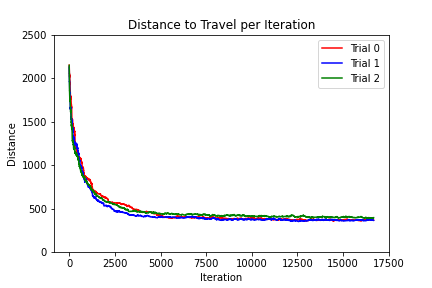 Distance to Travel per Iteration
2500
2000
1500
1000
500
0
Distance
Trial 0
Trial 1
Trial 2
0 2500 5000 7500 10000 12500 15000 17500
Iteration